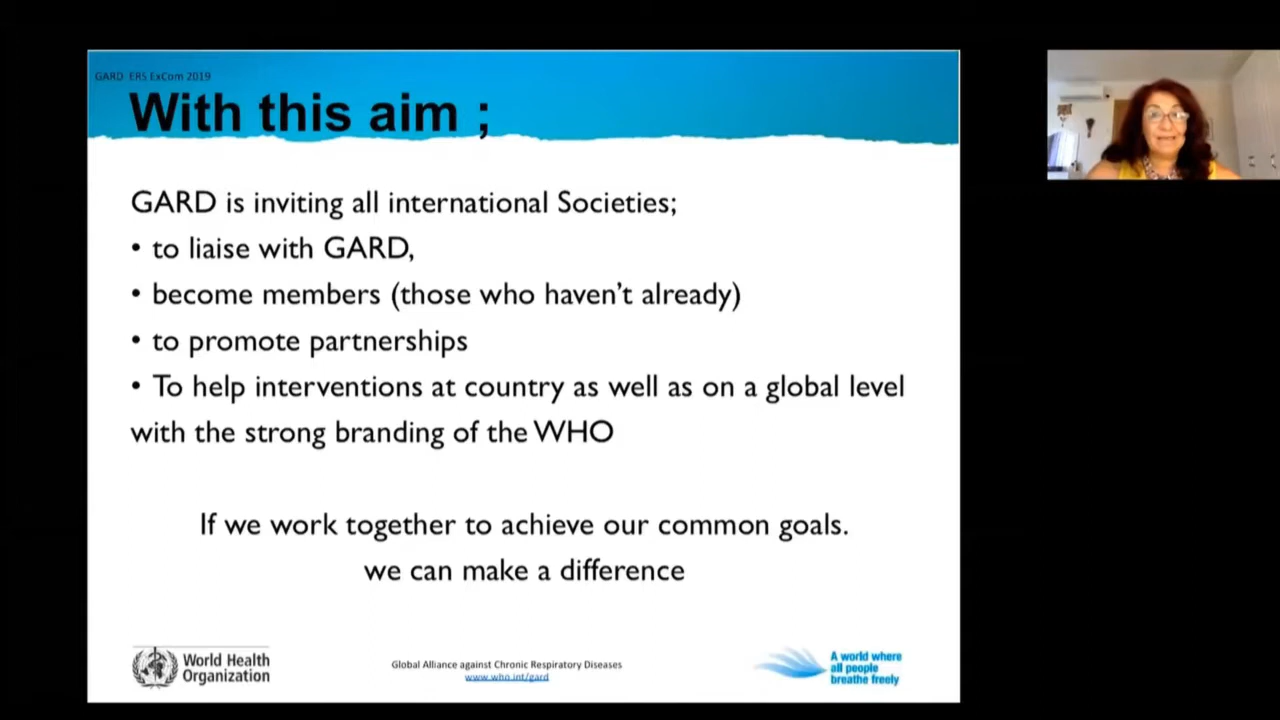 GARD ERS ExCom 2019
With this aim ;
GARD is inviting all international Societies;
• to liaise with GARD,
• become members (those who haven't already)
• to promote partnerships
• To help interventions at country as well as on a global level
with the strong branding of the WHO
If we work together to achieve our common goals.
we can make a difference
World Health
Organization
Global Alliance against Chronic Respiratory Diseases
www.who.int/gard
A world where
all people
breathe freely